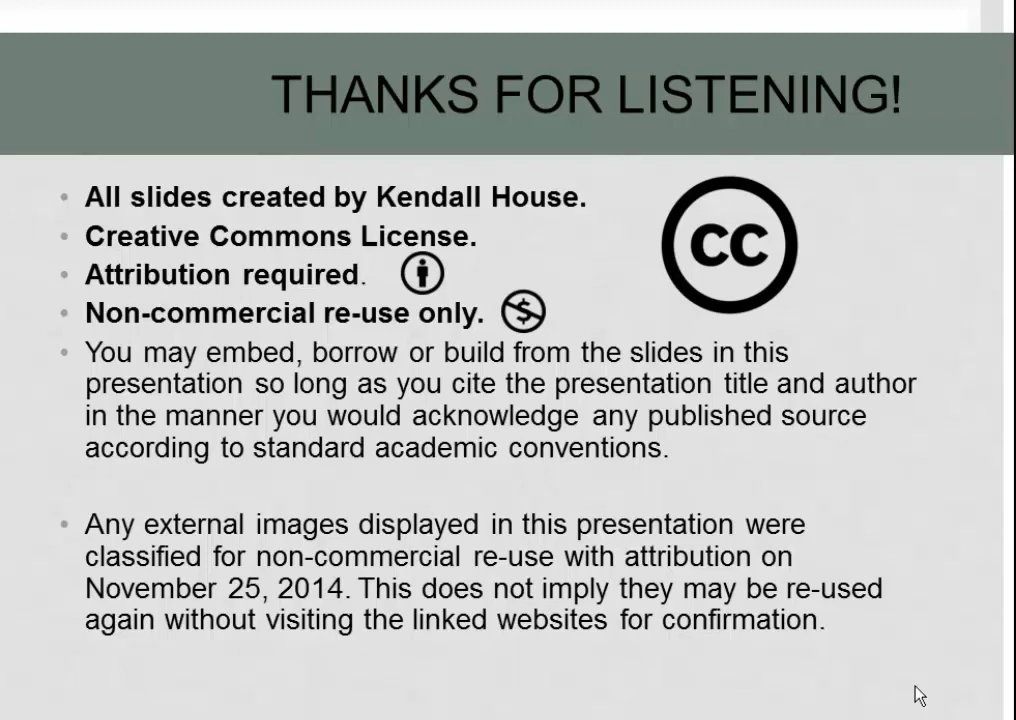 THANKS FOR LISTENING!
• All slides created by Kendall House.
• Creative Commons License.
• Attribution required.
• Non-commercial re-use only.
• You may embed, borrow or build from the slides in this
presentation so long as you cite the presentation title and author
in the manner you would acknowledge any published source
according to standard academic conventions.
• Any external images displayed in this presentation were
classified for non-commercial re-use with attribution on
November 25, 2014. This does not imply they may be re-used
again without visiting the linked websites for confirmation.
CC
$